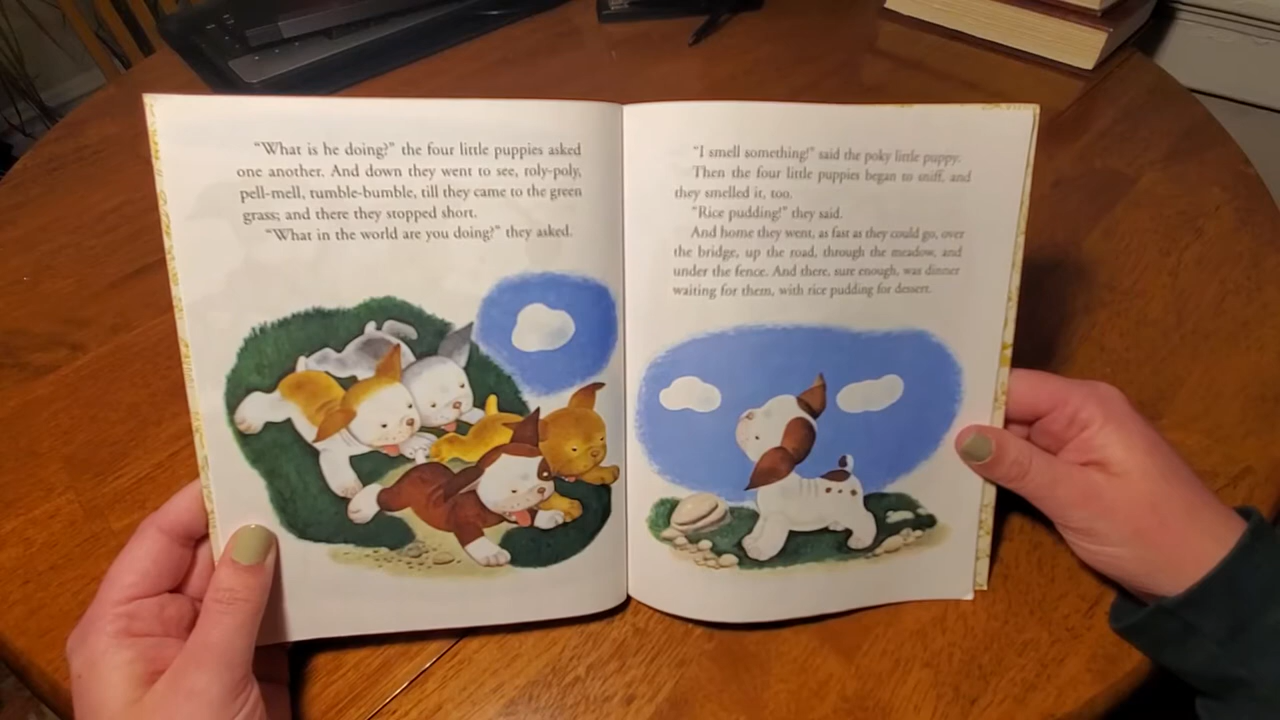 “What is he doing?” the four little puppies asked
one another. And down they went to see, roly-poly,
pell-mell, tumble-bumble, till they came to the green
grass; and there they stopped short.
“What in the world are you doing?” they asked.
“I smell something!” said the poky little puppy.
Then the four little puppies began to sniff, and
they smelled it, too.
“Rice pudding!” they said.
And home they went, as fast as they could go, over
the bridge, up the road, through the meadow, and
under the fence. And there, sure enough, was dinner
waiting for them, with rice pudding for dessert.